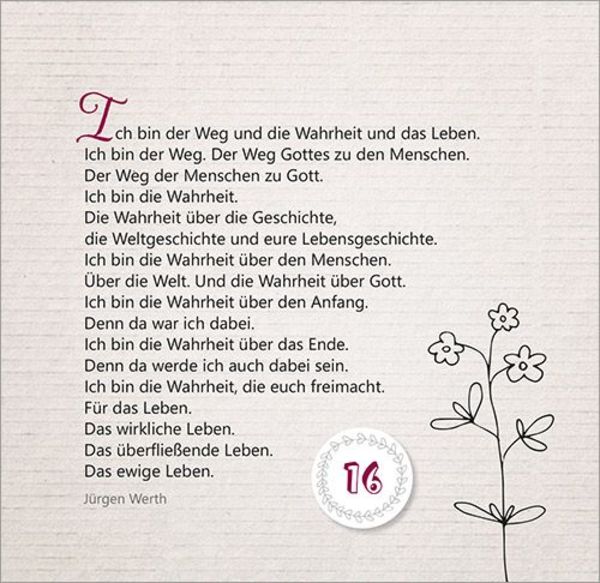 Ich bin der Weg und die Wahrheit und das Leben.
Ich bin der Weg. Der Weg Gottes zu den Menschen.
Der Weg der Menschen zu Gott.
Ich bin die Wahrheit.
Die Wahrheit über die Geschichte,
die Weltgeschichte und eure Lebensgeschichte.
Ich bin die Wahrheit über den Menschen.
Über die Welt. Und die Wahrheit über Gott.
Ich bin die Wahrheit über den Anfang.
Denn da war ich dabei.
Ich bin die Wahrheit über das Ende.
Denn da werde ich auch dabei sein.
Ich bin die Wahrheit, die euch freimacht.
Für das Leben.
Das wirkliche Leben.
Das überfließende Leben.
Das ewige Leben.
Jürgen Werth
16